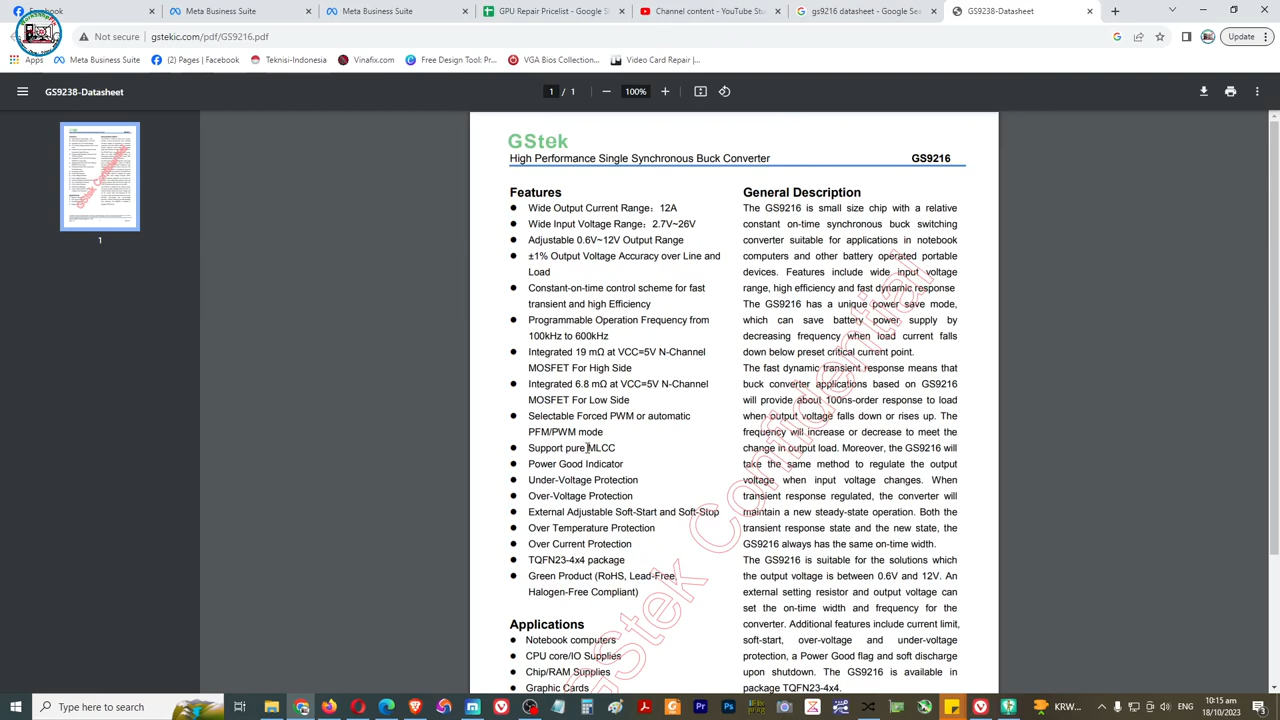 Facebook
Meta Business Suite
Meta Business Suite
GPU Repair Pricelist - Google S
Channel content - YouTube St
gs9216 datasheet - Google Sea
GS9238-Datasheet
Not secure | gstekic.com/pdf/GS9216.pdf
Update
Apps
Meta Business Suite
(2) Pages | Facebook
Teknisi-Indonesia
Vinafix.com
Free Design Tool: Pr...
VGA Bios Collection...
Video Card Repair |...
GS9238-Datasheet
1 / 1
100%
1
GStek
High Performance Single Synchronous Buck Converter GS9216
Features
Wide Output Current Range：12A
Wide Input Voltage Range：2.7V~26V
Adjustable 0.6V~12V Output Range
±1% Output Voltage Accuracy over Line and
Load
Constant-on-time control scheme for fast
transient and high Efficiency
Programmable Operation Frequency from
100kHz to 600kHz
Integrated 19 mΩ at VCC=5V N-Channel
MOSFET For High Side
Integrated 6.8 mΩ at VCC=5V N-Channel
MOSFET For Low Side
Selectable Forced PWM or automatic
PFM/PWM mode
Support pure MLCC
Power Good Indicator
Under-Voltage Protection
Over-Voltage Protection
External Adjustable Soft-Start and Soft-Stop
Over Temperature Protection
Over Current Protection
TQFN23-4x4 package
Green Product (RoHS, Lead-Free,
Halogen-Free Compliant)
Applications
Notebook computers
CPU core/IO Supplies
Chip/RAM Supplies
Graphic Cards
General Description
The GS9216 is small size chip with a relative
constant on-time synchronous buck switching
converter suitable for applications in notebook
computers and other battery operated portable
devices. Features include wide input voltage
range, high efficiency and fast dynamic response
The GS9216 has a unique power save mode,
which can save battery power supply by
decreasing frequency when load current falls
down below preset critical current point.
The fast dynamic transient response means that
buck converter applications based on GS9216
will provide about 100ns-order response to load
when output voltage falls down or rises up. The
frequency will increase or decrease to meet the
change in output load. Moreover, the GS9216 will
take the same method to regulate the output
voltage when input voltage changes. When
transient response regulated, the converter will
maintain a new steady-state operation. Both the
transient response state and the new state, the
GS9216 always has the same on-time width.
The GS9216 is suitable for the solutions which
the output voltage is between 0.6V and 12V. An
external setting resistor and output voltage can
set the on-time width and frequency for the
converter. Additional features include current limit,
soft-start, over-voltage and under-voltage
protection, a Power Good flag and soft discharge
upon shutdown. The GS9216 is available in
package TQFN23-4x4.
GStek Confidential
Type here to search
KRW...
10:15
18/10/2023